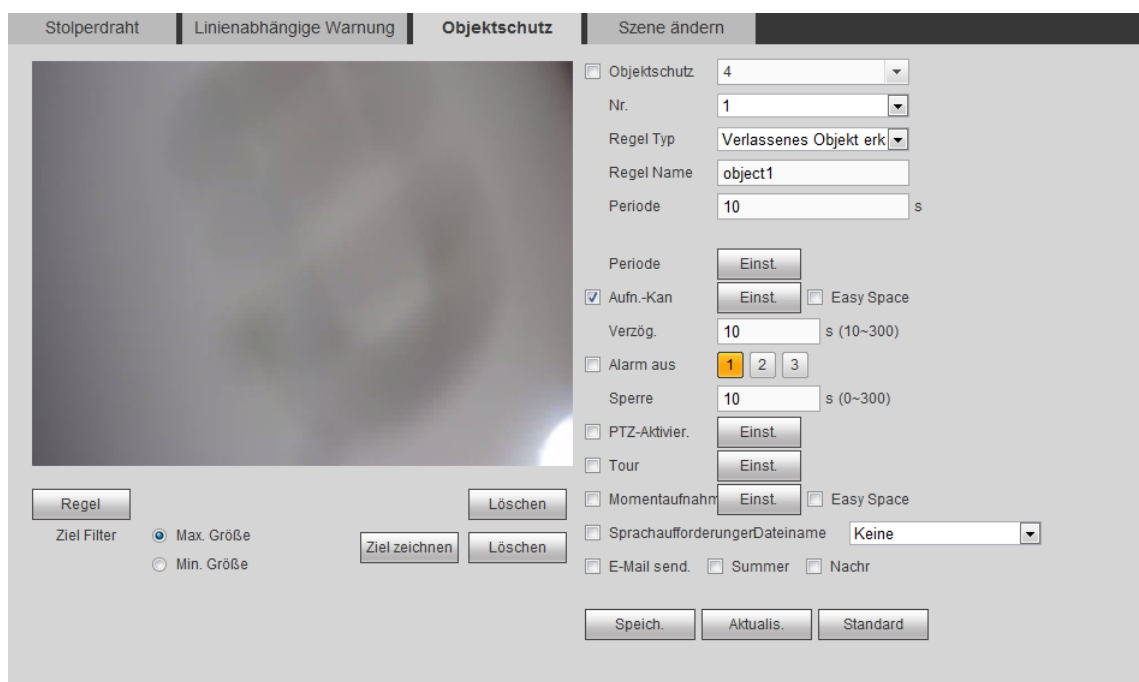 Stolperdraht Linienabhängige Warnung Objektschutz Szene ändern
Objektschutz 4
Nr. 1
Regel Typ Verlassenes Objekt erk
Regel Name object1
Periode 10 s
Periode Einst.
Aufn.-Kan Einst. Easy Space
Verzög. 10 s (10~300)
Alarm aus 1 2 3
Sperre 10 s (0~300)
PTZ-Aktivier. Einst.
Tour Einst.
Regel Löschen
Momentaufnahm Einst. Easy Space
Ziel Filter Max. Größe Ziel zeichnen Löschen
Min. Größe
SprachaufforderungerDateiname Keine
E-Mail send. Summer Nachr
Speich. Aktualis. Standard